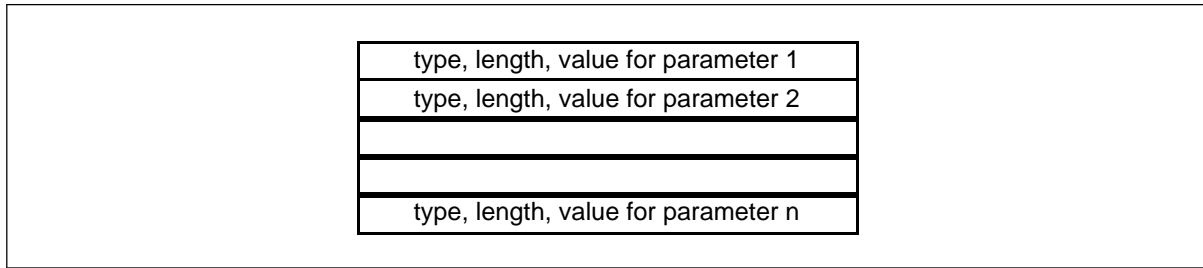 type, length, value for parameter 1
type, length, value for parameter 2
type, length, value for parameter n